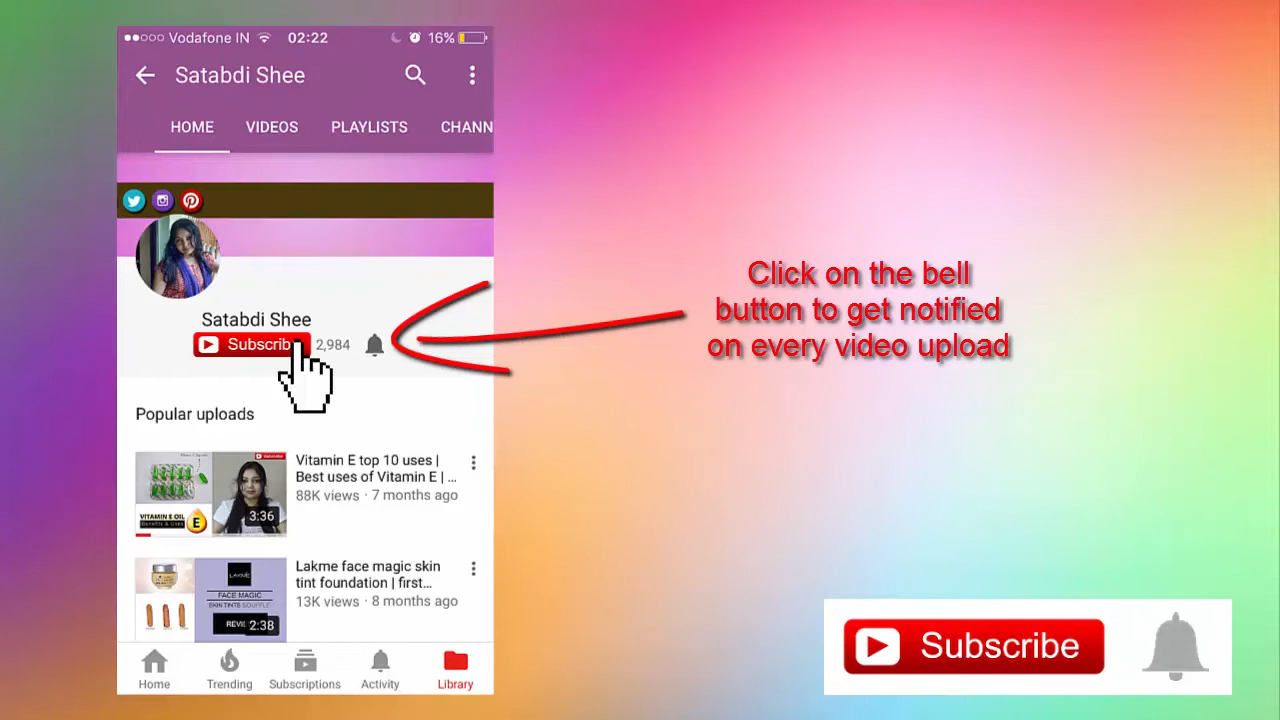 Vodafone IN 02:22 16%
Satabdi Shee
HOME VIDEOS PLAYLISTS CHANN
Satabdi Shee
Subscribe 2,984
Click on the bell
button to get notified
on every video upload
Popular uploads
Vitamin E top 10 uses |
Best uses of Vitamin E | ...
88K views · 7 months ago
VITAMIN E OIL
Benefits & Uses
E
3:36
Lakme face magic skin
tint foundation | first...
13K views · 8 months ago
LAKMÉ
FACE MAGIC
SKIN TINTS SOUFFLE
2:38
Home Trending Subscriptions Activity Library
Subscribe